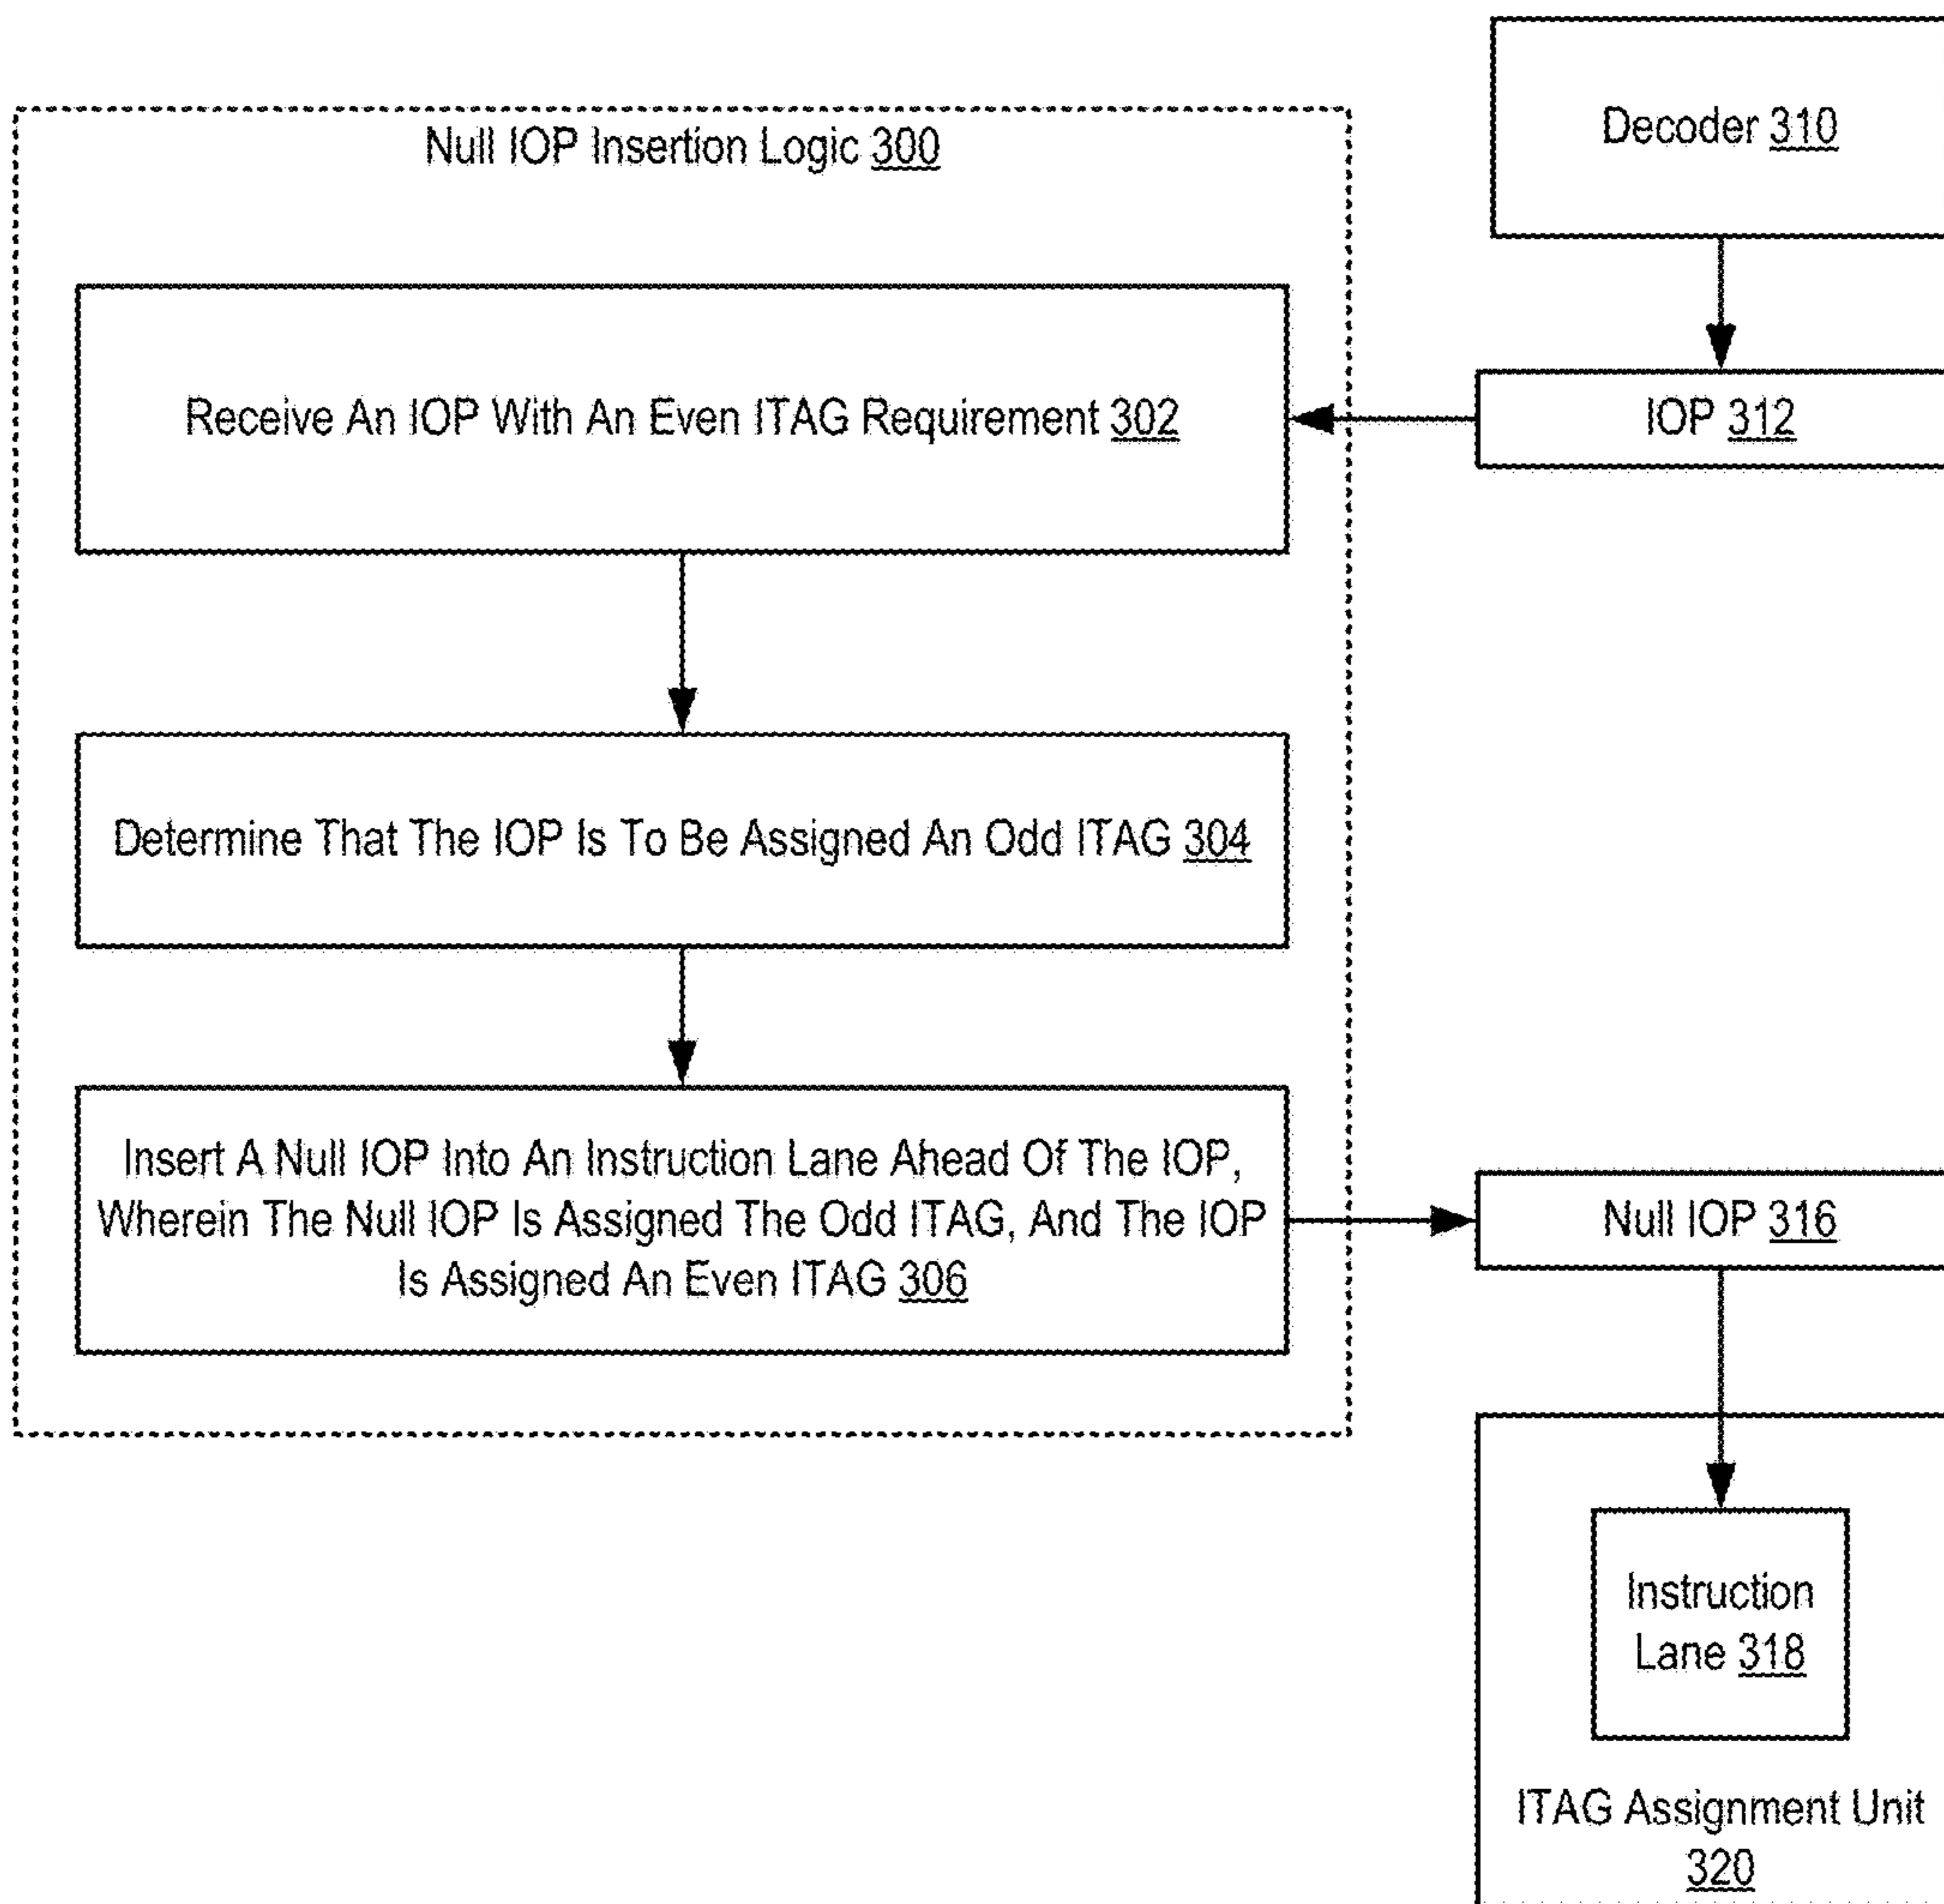 Null IOP Insertion Logic 300
Decoder 310
Receive An IOP With An Even ITAG Requirement 302
IOP 312
Determine That The IOP Is To Be Assigned An Odd ITAG 304
Insert A Null IOP Into An Instruction Lane Ahead Of The IOP,
Wherein The Null IOP Is Assigned The Odd ITAG, And The IOP
Is Assigned An Even ITAG 306
Null IOP 316
Instruction
Lane 318
ITAG Assignment Unit
320